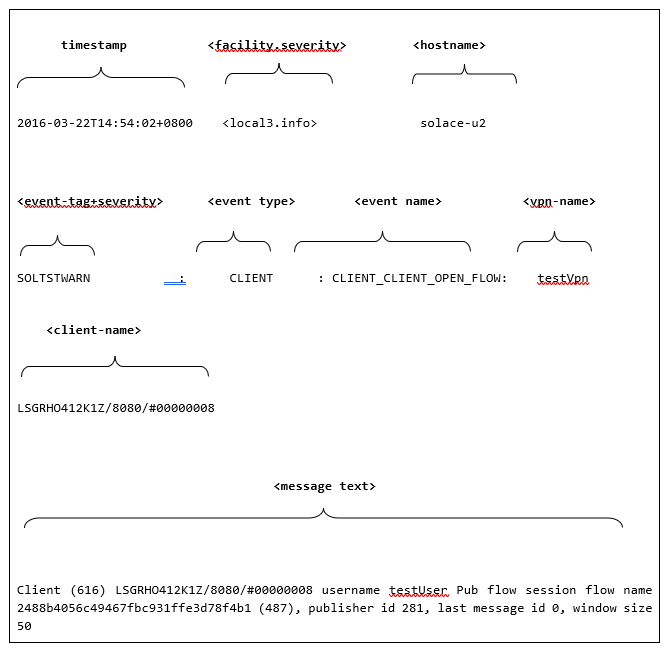 timestamp <facility.severity> <hostname>
2016-03-22T14:54:02+0800 <local3.info> solace-u2
<event-tag+severity> <event type> <event name> <vpn-name>
SOLTSTWARN : CLIENT : CLIENT_CLIENT_OPEN_FLOW: testVpn
<client-name>
LSGRHO412K1Z/8080/#00000008
<message text>
Client (616) LSGRHO412K1Z/8080/#00000008 username testUser Pub flow session flow name
2488b4056c49467fbc931ffe3d78f4b1 (487), publisher id 281, last message id 0, window size
50